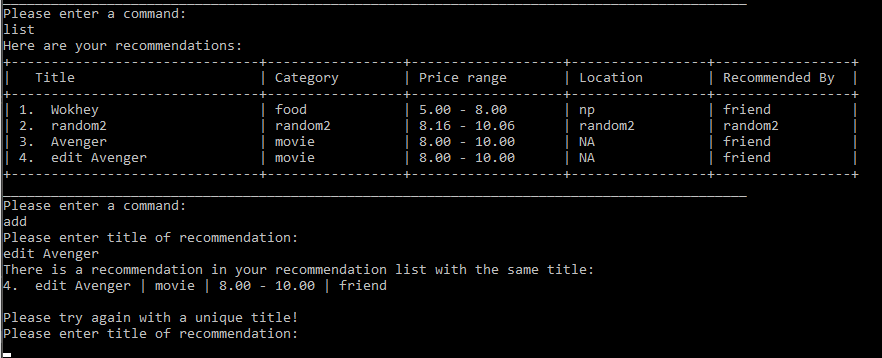 Please enter a command:
list
Here are your recommendations:
+-------------------------------+-----------------+-------------------+-----------------+-----------------+
|   Title                       | Category        | Price range       | Location        | Recommended By  |
+-------------------------------+-----------------+-------------------+-----------------+-----------------+
| 1.  Wokhey                    | food            | 5.00 - 8.00       | np              | friend          |
| 2.  random2                   | random2         | 8.16 - 10.06      | random2         | random2         |
| 3.  Avenger                   | movie           | 8.00 - 10.00      | NA              | friend          |
| 4.  edit Avenger              | movie           | 8.00 - 10.00      | NA              | friend          |
+-------------------------------+-----------------+-------------------+-----------------+-----------------+
Please enter a command:
add
Please enter title of recommendation:
edit Avenger
There is a recommendation in your recommendation list with the same title:
4.  edit Avenger | movie | 8.00 - 10.00 | friend
Please try again with a unique title!
Please enter title of recommendation: